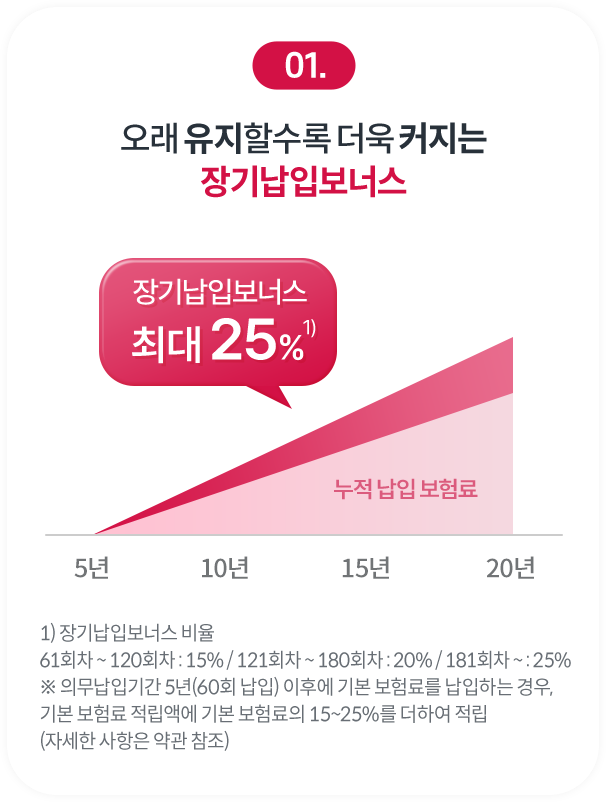 01.
오래 유지할수록 더욱 커지는
장기납입보너스
장기납입보너스
최대 25%1)
누적 납입 보험료
5년 10년 15년 20년
1) 장기납입보너스 비율
61회차 ~ 120회차 : 15% / 121회차 ~ 180회차 : 20% / 181회차 ~ : 25%
※ 의무납입기간 5년(60회 납입) 이후에 기본 보험료를 납입하는 경우,
기본 보험료 적립액에 기본 보험료의 15~25%를 더하여 적립
(자세한 사항은 약관 참조)